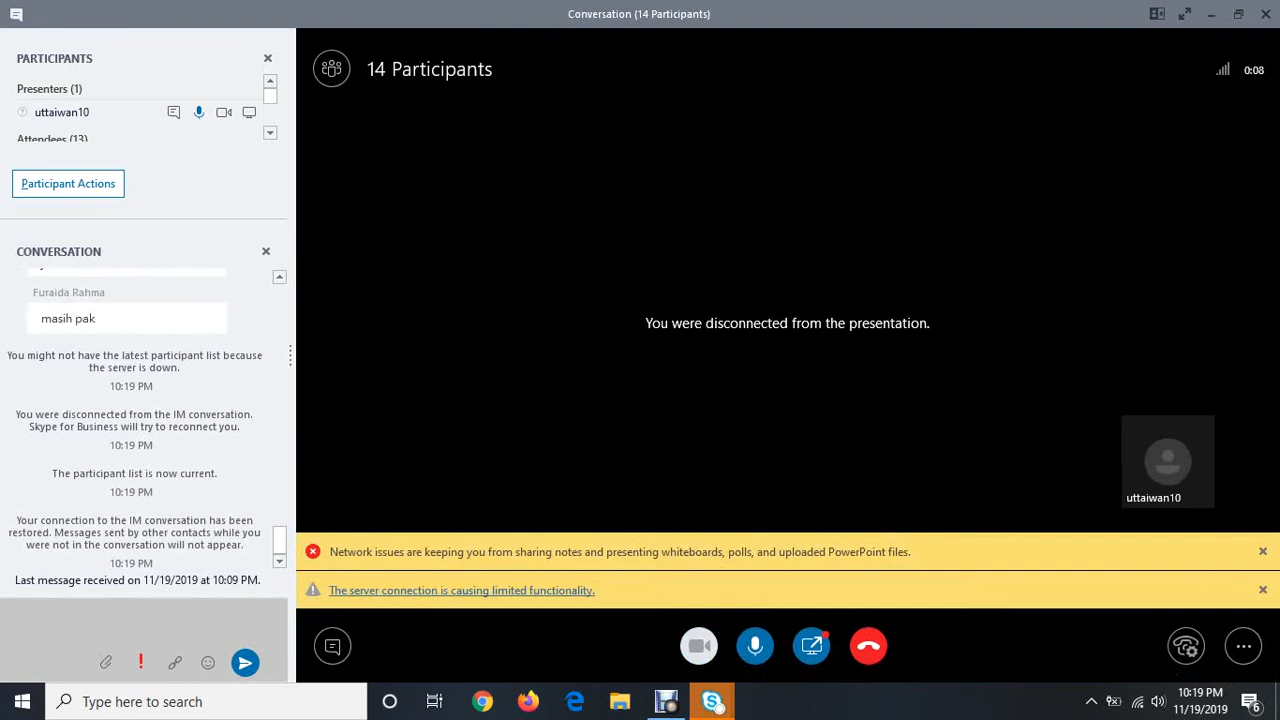 Conversation (14 Participants)
PARTICIPANTS
Presenters (1)
uttaiwan10
Attendees (13)
Participant Actions
CONVERSATION
Furaida Rahma
masih pak
You might not have the latest participant list because
the server is down.
10:19 PM
You were disconnected from the IM conversation.
Skype for Business will try to reconnect you.
10:19 PM
The participant list is now current.
10:19 PM
Your connection to the IM conversation has been
restored. Messages sent by other contacts while you
were not in the conversation will not appear.
10:19 PM
Last message received on 11/19/2019 at 10:09 PM.
14 Participants
0:08
You were disconnected from the presentation.
uttaiwan10
Network issues are keeping you from sharing notes and presenting whiteboards, polls, and uploaded PowerPoint files.
The server connection is causing limited functionality.
Type here to search
10:19 PM
11/19/2019
6